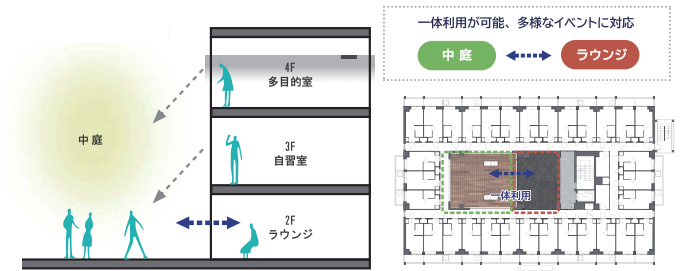 一体利用が可能、多様なイベントに対応
中庭
ラウンジ
4F
多目的室
中庭
3F
自習室
2F
ラウンジ
一体利用